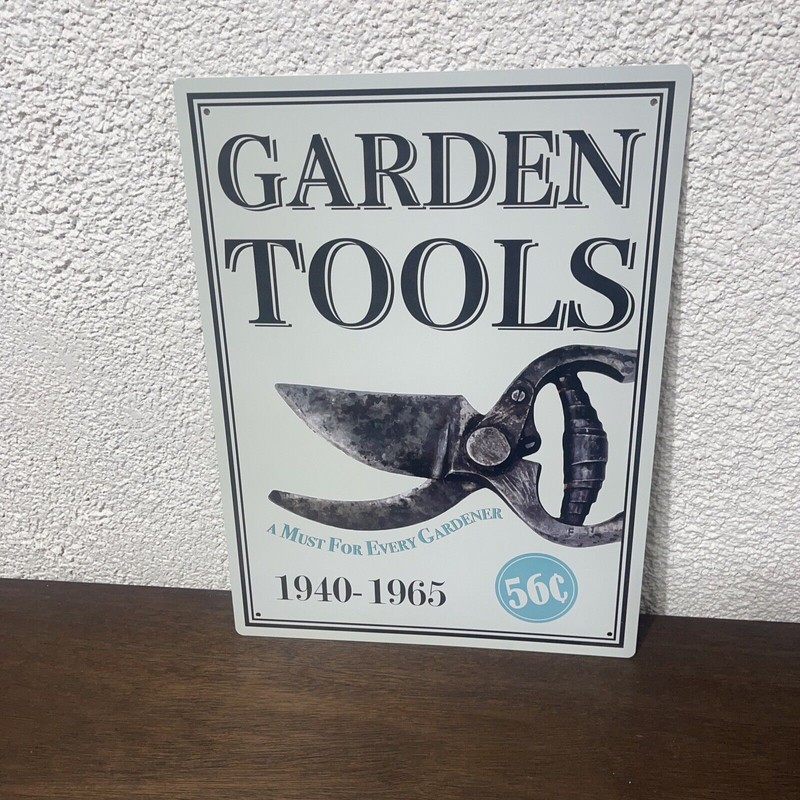 GARDEN
TOOLS
A MUST FOR EVERY GARDENER
1940-1965
56¢